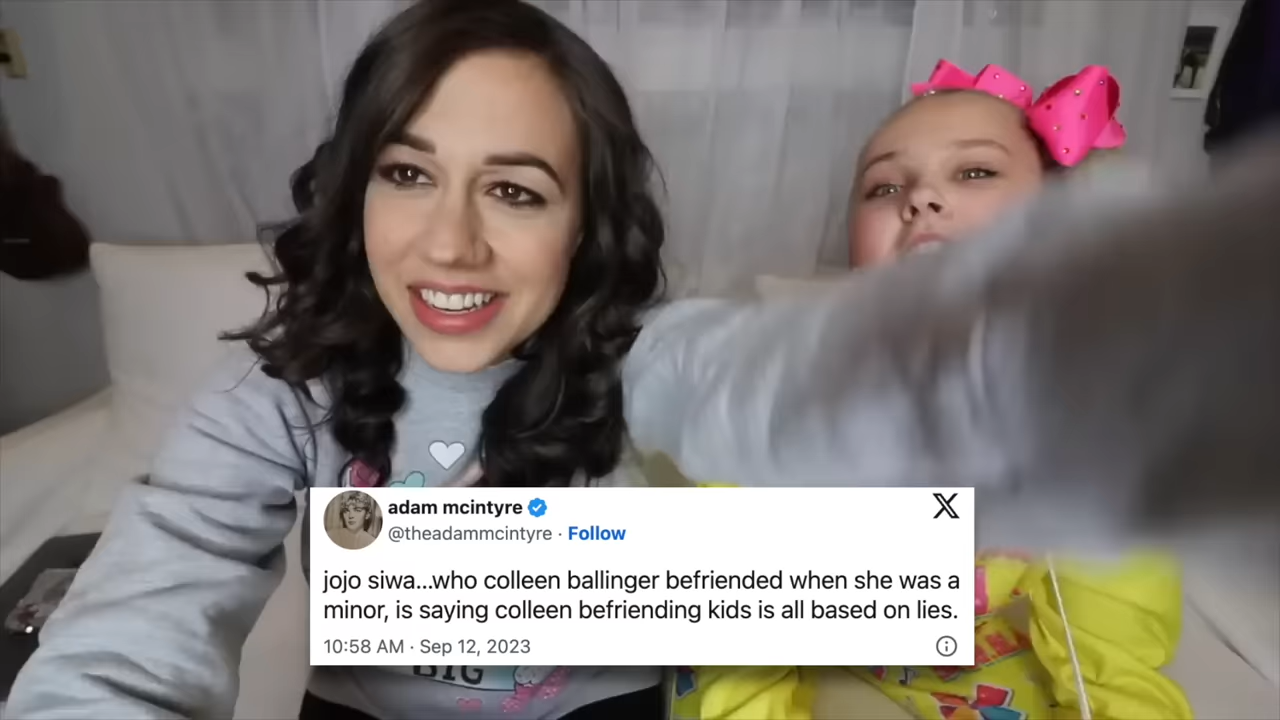 adam mcintyre
@theadammcintyre · Follow
jojo siwa...who colleen ballinger befriended when she was a
minor, is saying colleen befriending kids is all based on lies.
10:58 AM · Sep 12, 2023
BIG